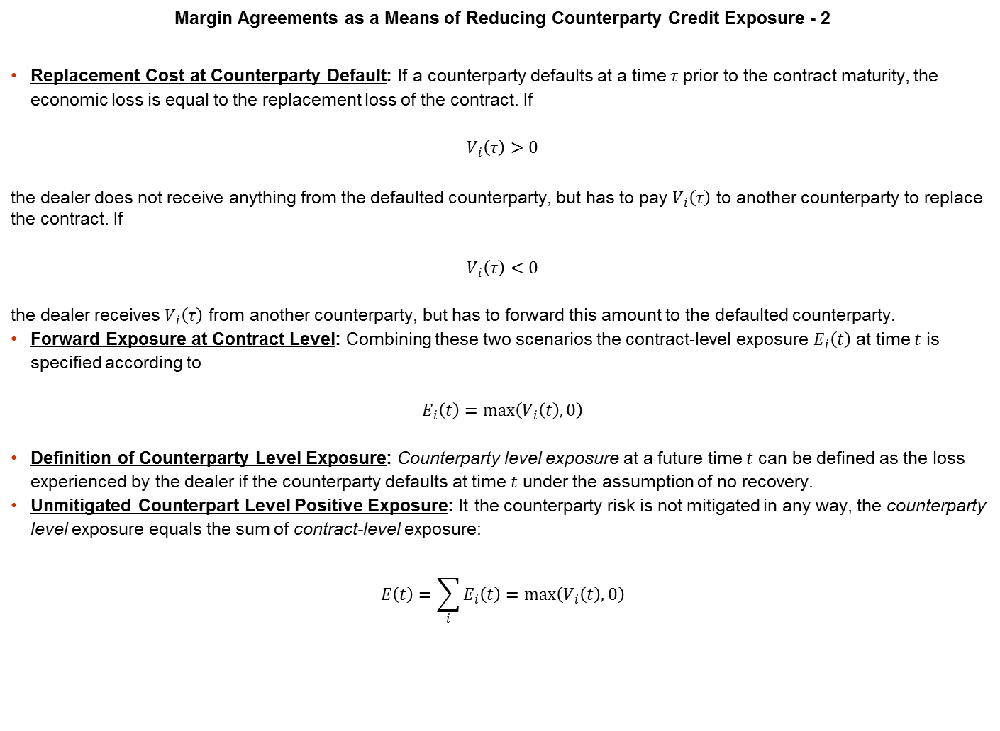 Margin Agreements as a Means of Reducing Counterparty Credit Exposure - 2
• Replacement Cost at Counterparty Default: If a counterparty defaults at a time τ prior to the contract maturity, the
economic loss is equal to the replacement loss of the contract. If
V_i(τ) > 0
the dealer does not receive anything from the defaulted counterparty, but has to pay V_i(τ) to another counterparty to replace
the contract. If
V_i(τ) < 0
the dealer receives V_i(τ) from another counterparty, but has to forward this amount to the defaulted counterparty.
• Forward Exposure at Contract Level: Combining these two scenarios the contract-level exposure E_i(t) at time t is
specified according to
E_i(t) = max(V_i(t), 0)
• Definition of Counterparty Level Exposure: Counterparty level exposure at a future time t can be defined as the loss
experienced by the dealer if the counterparty defaults at time t under the assumption of no recovery.
• Unmitigated Counterpart Level Positive Exposure: It the counterparty risk is not mitigated in any way, the counterparty
level exposure equals the sum of contract-level exposure:
E(t) = ∑_i E_i(t) = max(V_i(t), 0)